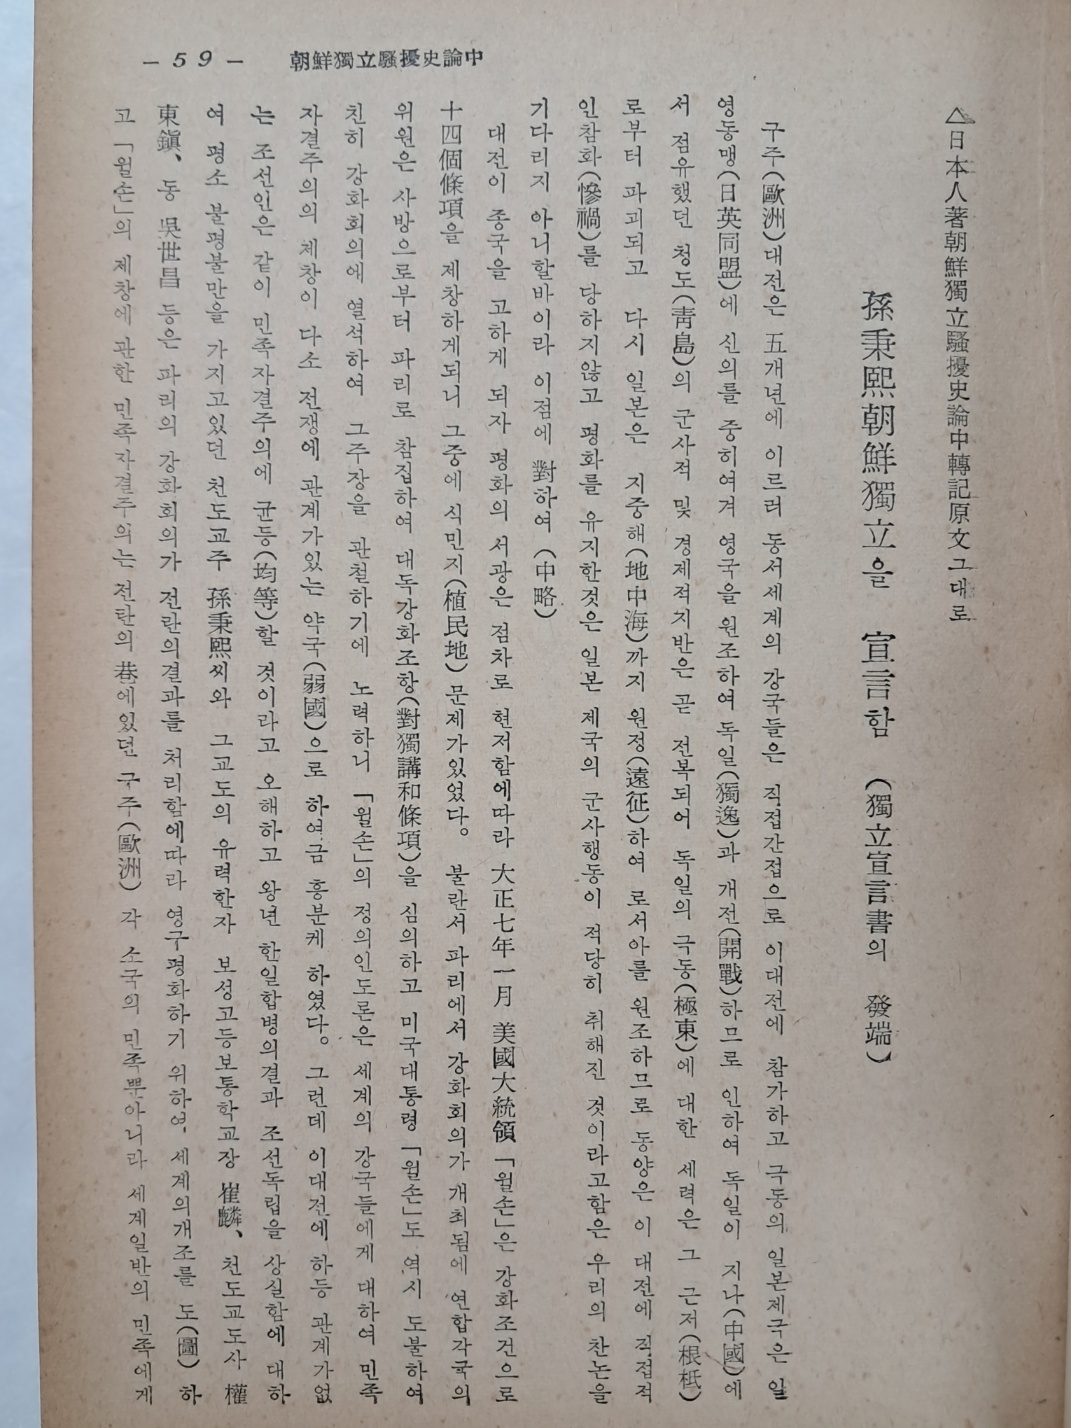 - 59 - 朝鮮獨立騷擾史論中
△日本人著朝鮮獨立騷擾史論中轉記原文그대로
孫秉熙朝鮮獨立을 宣言함 (獨立宣言書의 發端)
구주(歐洲)대전은 五개년에 이르러 동서세계의 강국들은 직접간접으로 이대전에 참가하고 극동의 일본제국은 일
영동맹(日英同盟)에 신의를 중히여겨 영국을 원조하여 독일(獨逸)과 개전(開戰)하므로 인하여 독일이 지나(中國)에
서 점유했던 청도(靑島)의 군사적 및 경제적지반은 곧 전복되어 독일의 극동(極東)에 대한 세력은 그 근저(根柢)
로부터 파괴되고 다시 일본은 지중해(地中海)까지 원정(遠征)하여 로서아를 원조하므로 동양은 이 대전에 직접적
인참화(慘禍)를 당하지않고 평화를 유지한것은 일본 제국의 군사행동이 적당히 취해진 것이라고함은 우리의 찬논을
기다리지 아니할바이라 이점에 對하여 (中略)
대전이 종국을 고하게 되자 평화의 서광은 점차로 현저함에따라 大正七年一月 美國大統領「윌손」은 강화조건으로
十四個條項을 제창하게되니 그중에 식민지(植民地) 문제가있었다。 불란서 파리에서 강화회의가 개최됨에 연합각국의
위원은 사방으로부터 파리로 참집하여 대독강화조항(對獨講和條項)을 심의하고 미국대통령「윌손」도 역시 도불하여
친히 강화회의에 열석하여 그주장을 관철하기에 노력하니「윌손」의 정의인도론은 세계의 강국들에게 대하여 민족
자결주의의 제창이 다소 전쟁에 관계가있는 약국(弱國)으로 하여금 흥분케 하였다。 그런데 이대전에 하등 관계가없
는 조선인은 같이 민족자결주의에 균등(均等)할 것이라고 오해하고 왕년 한일합병의결과 조선독립을 상실함에 대하
여 평소 불평불만을 가지고있던 천도교주 孫秉熙씨와 그교도의 유력한자 보성고등보통학교장 崔麟、천도교도사 權
東鎭、동 吳世昌 등은 파리의 강화회의가 전란의결과를 처리함에따라 영구평화하기 위하여 세계의개조를 도(圖)하
고「윌손」의 제창에 관한 민족자결주의는 전란의 巷에있던 구주(歐洲) 각 소국의 민족뿐아니라 세계일반의 민족에게